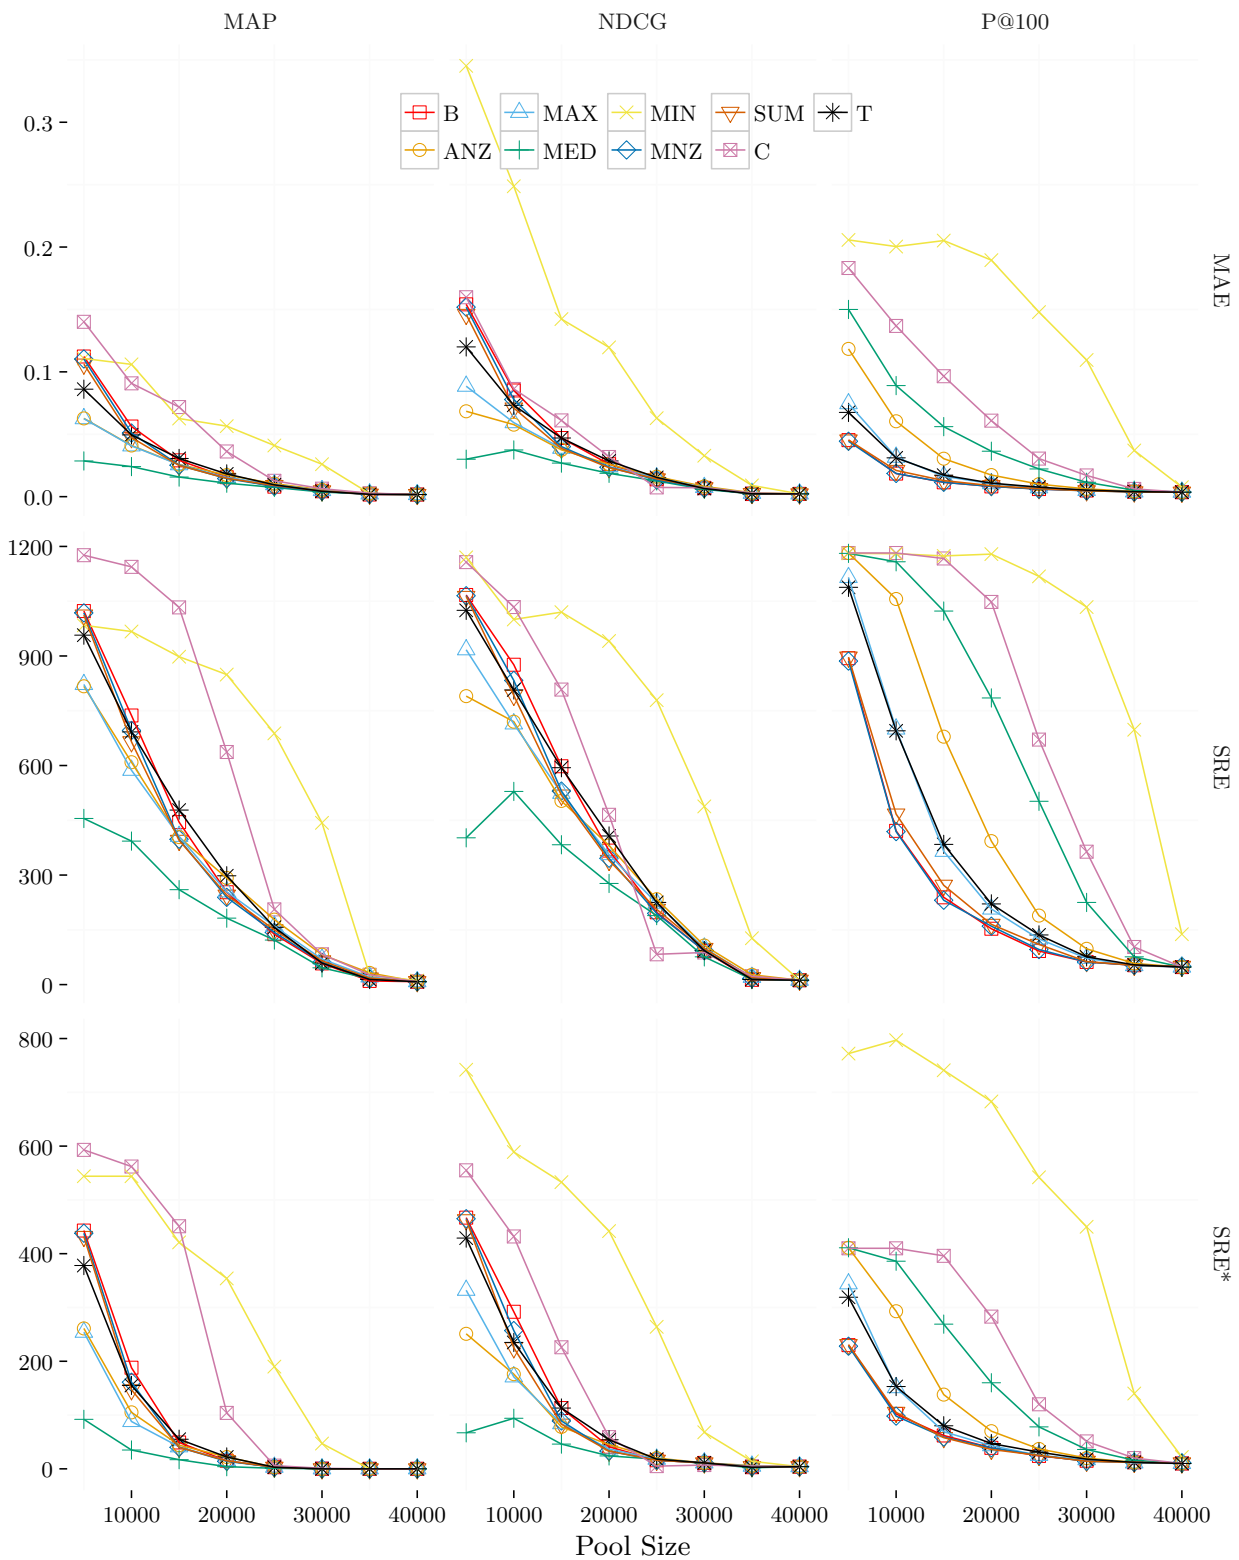 MAP NDCG P@100
B MAX MIN SUM T
ANZ MED MNZ C
0.3
0.2
0.1
0.0
MAE
1200
900
600
300
0
SRE
800
600
400
200
0
SRE*
10000 20000 30000 40000 10000 20000 30000 40000 10000 20000 30000 40000
Pool Size